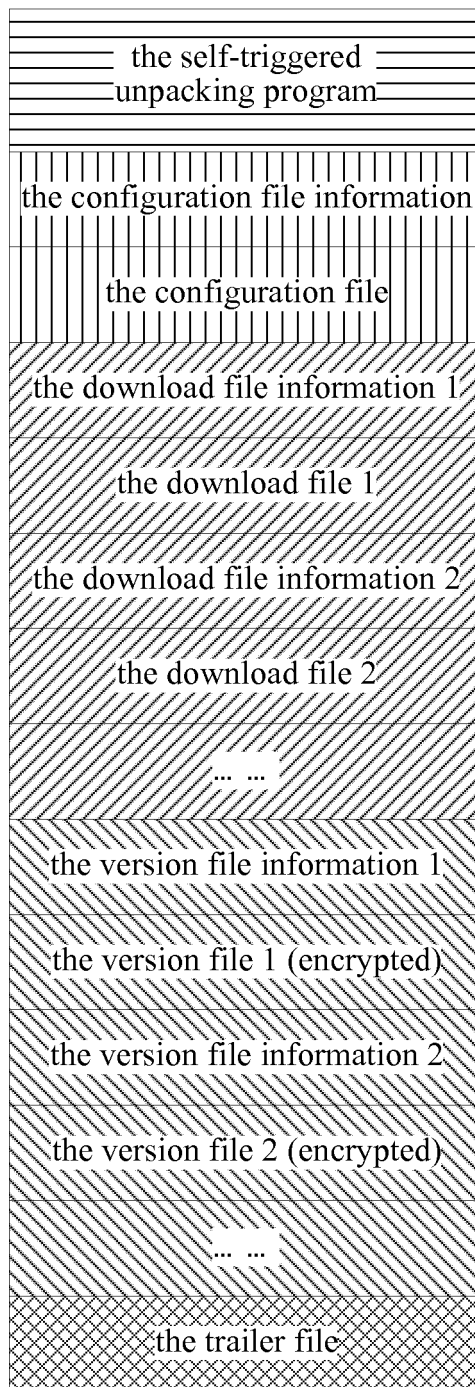 the self-triggered
unpacking program
the configuration file information
the configuration file
the download file information 1
the download file 1
the download file information 2
the download file 2
... ...
the version file information 1
the version file 1 (encrypted)
the version file information 2
the version file 2 (encrypted)
... ...
the trailer file